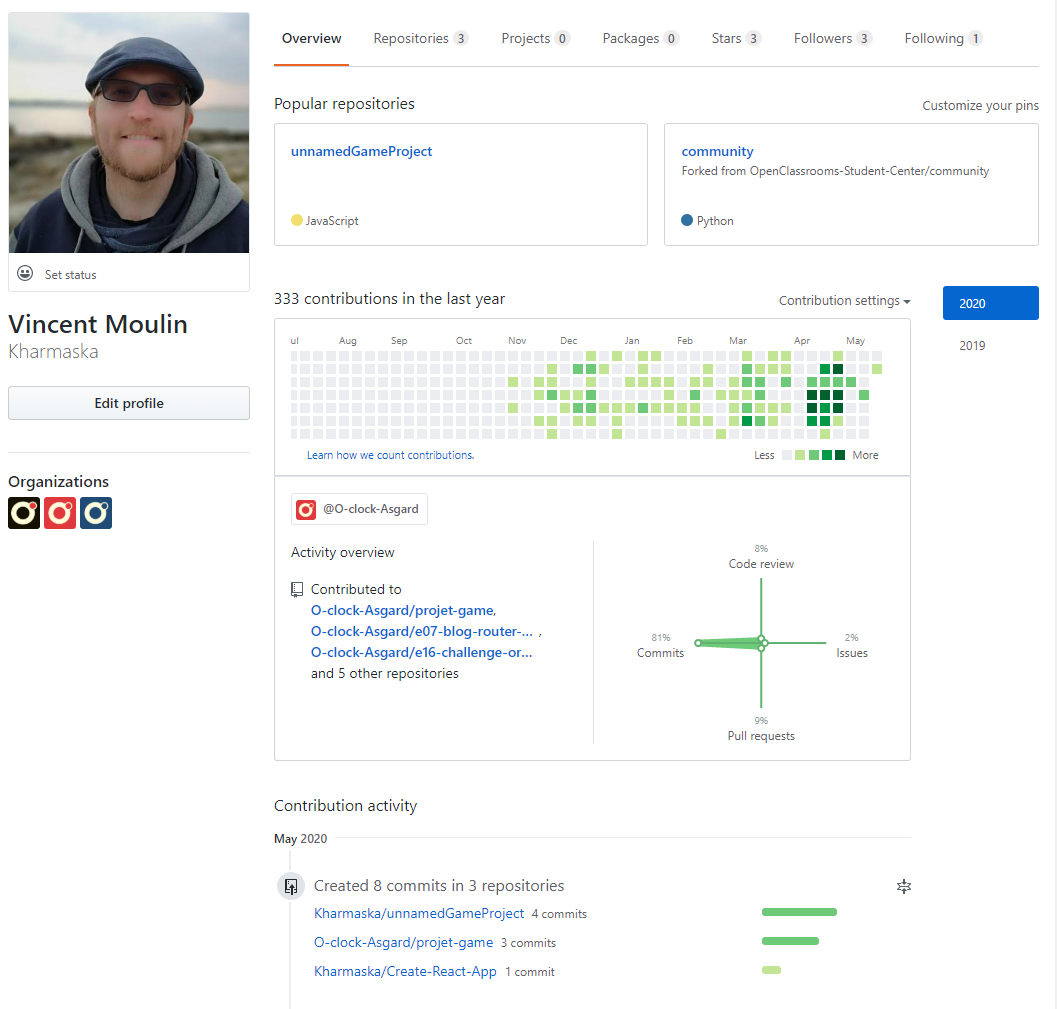 Overview Repositories 3 Projects 0 Packages 0 Stars 3 Followers 3 Following 1
Set status
Vincent Moulin
Kharmaska
Edit profile
Organizations
Popular repositories
Customize your pins
unnamedGameProject
JavaScript
community
Forked from OpenClassrooms-Student-Center/community
Python
333 contributions in the last year
Contribution settings
2020
2019
ul Aug Sep Oct Nov Dec Jan Feb Mar Apr May
Learn how we count contributions.
Less More
@O-clock-Asgard
Activity overview
Contributed to
O-clock-Asgard/projet-game,
O-clock-Asgard/e07-blog-router-... ,
O-clock-Asgard/e16-challenge-or...
and 5 other repositories
8%
Code review
81%
Commits
2%
Issues
9%
Pull requests
Contribution activity
May 2020
Created 8 commits in 3 repositories
Kharmaska/unnamedGameProject 4 commits
O-clock-Asgard/projet-game 3 commits
Kharmaska/Create-React-App 1 commit